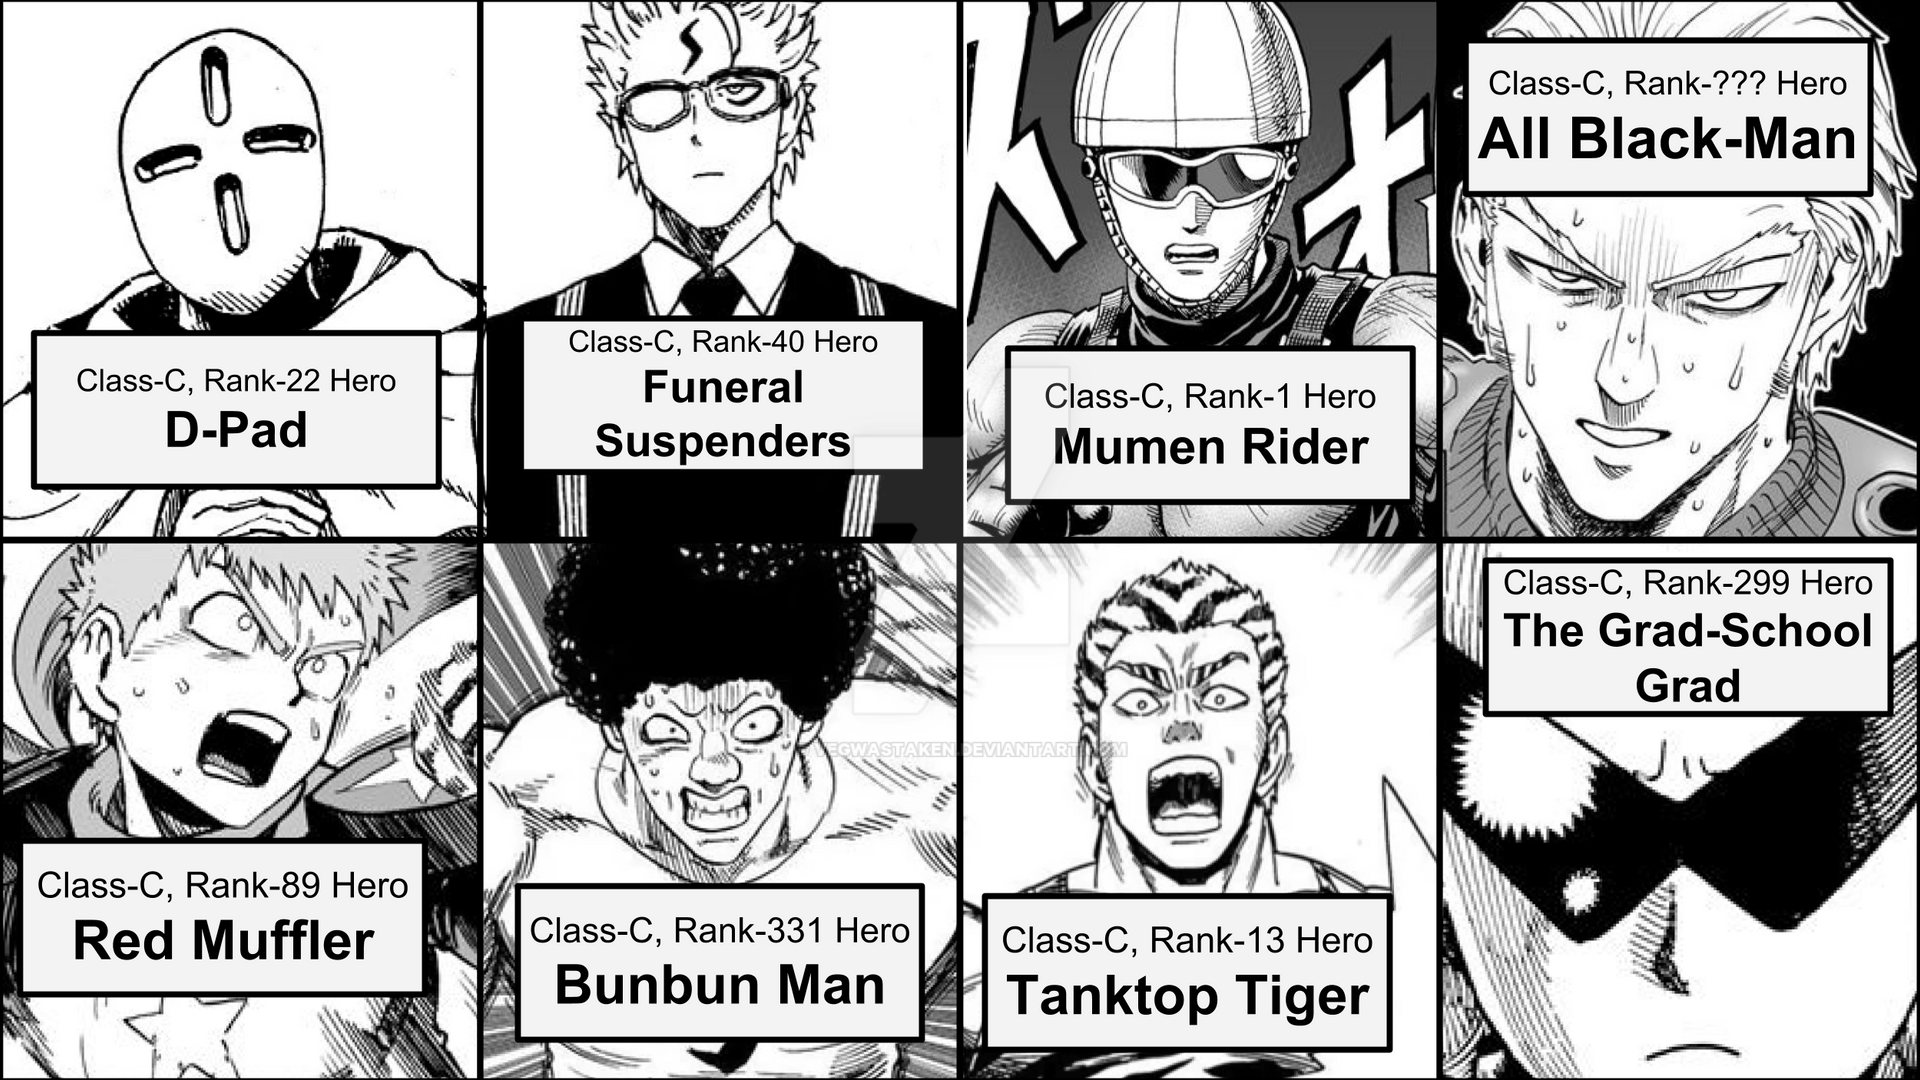 Class-C, Rank-22 Hero
D-Pad
Class-C, Rank-40 Hero
Funeral
Suspenders
Class-C, Rank-1 Hero
Mumen Rider
Class-C, Rank-??? Hero
All Black-Man
Class-C, Rank-89 Hero
Red Muffler
Class-C, Rank-331 Hero
Bunbun Man
Class-C, Rank-13 Hero
Tanktop Tiger
Class-C, Rank-299 Hero
The Grad-School
Grad